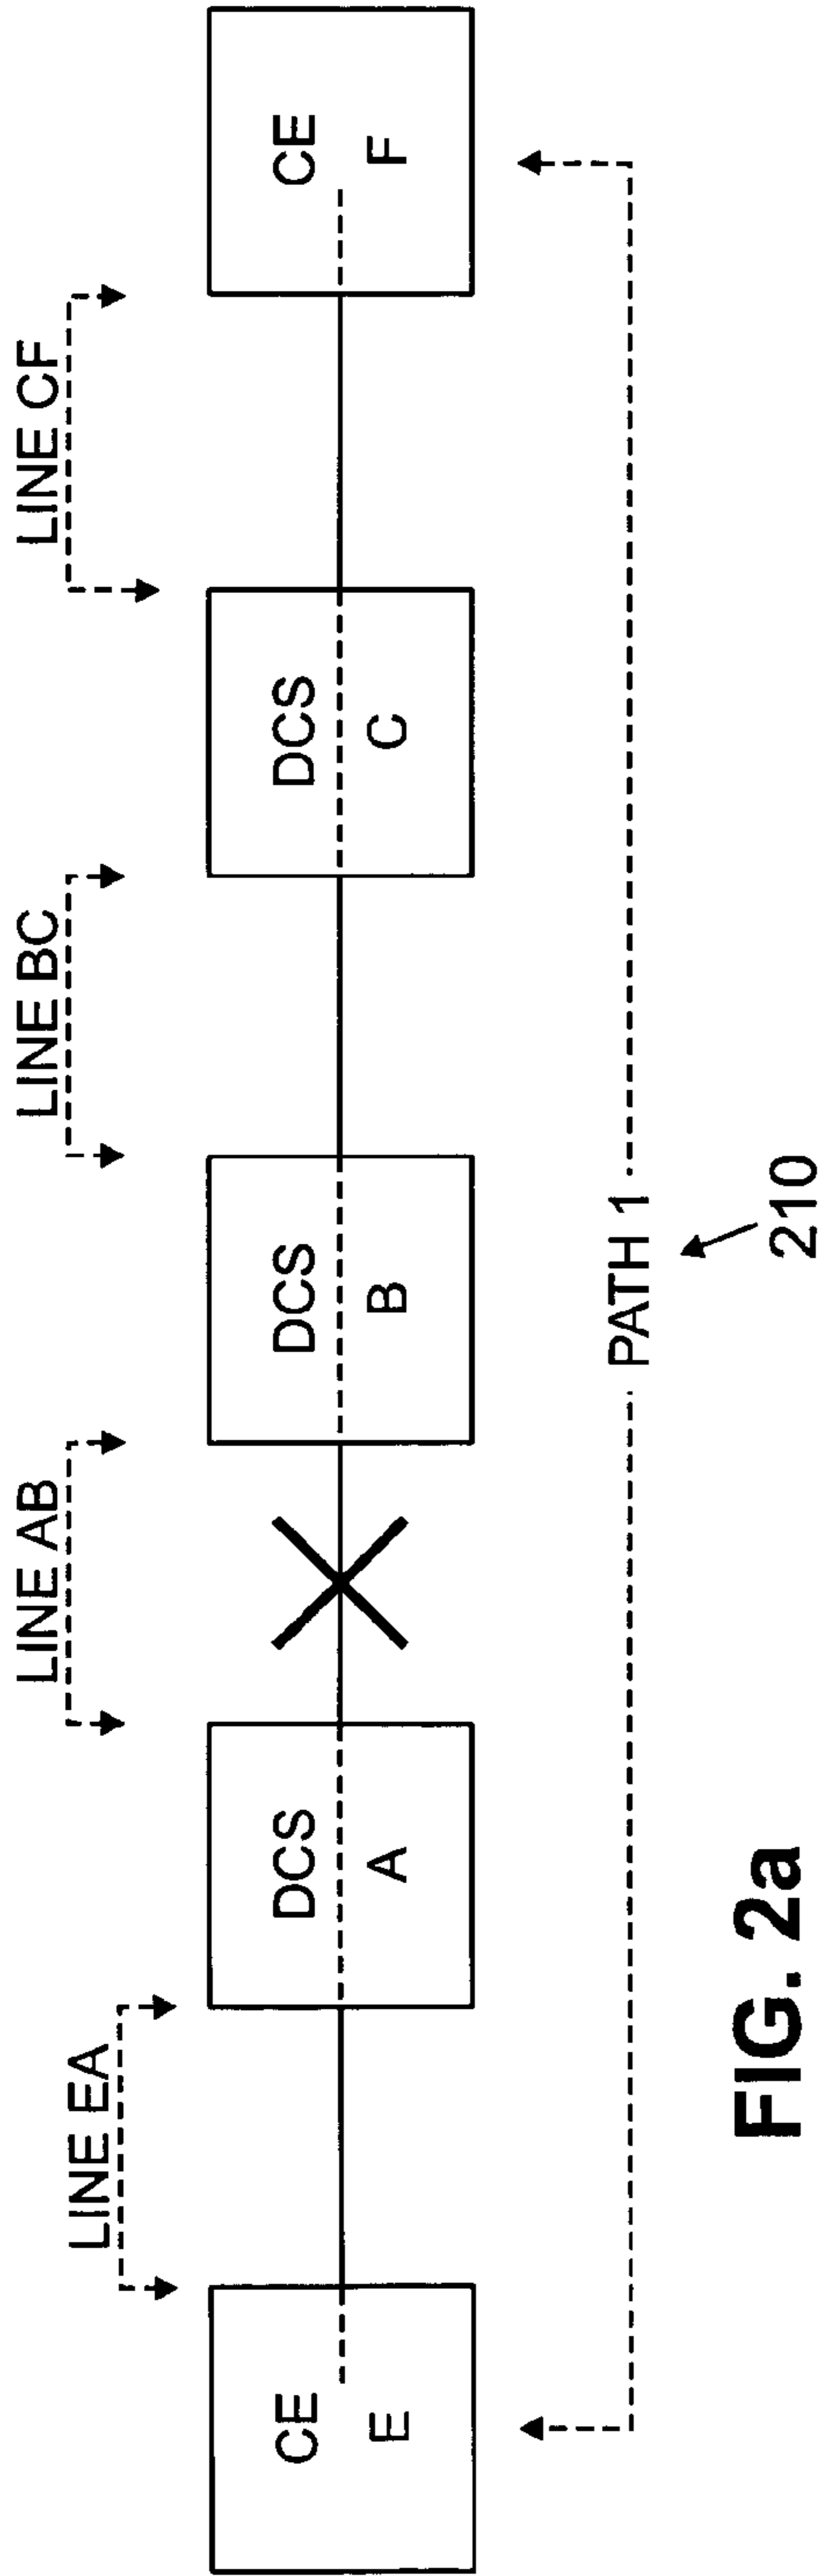 LINE EA
LINE AB
LINE BC
LINE CF
CE
E
DCS
A
DCS
B
DCS
C
CE
F
PATH 1
210
FIG. 2a